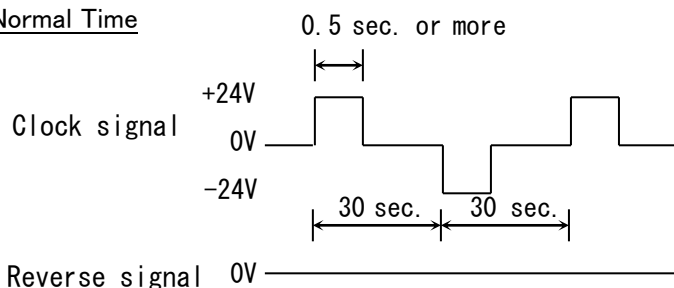 Normal Time
0.5 sec. or more
+24V
Clock signal
0V
-24V
30 sec.
30 sec.
Reverse signal 0V